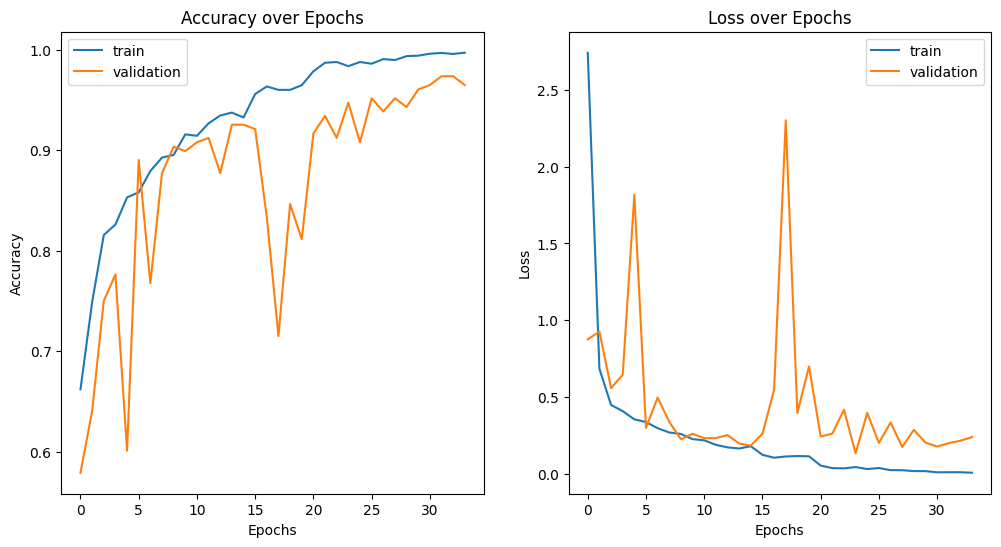 Accuracy over Epochs
train
validation
1.0
0.9
0.8
0.7
0.6
Accuracy
0 5 10 15 20 25 30
Epochs
Loss over Epochs
train
validation
2.5
2.0
1.5
1.0
0.5
0.0
Loss
0 5 10 15 20 25 30
Epochs